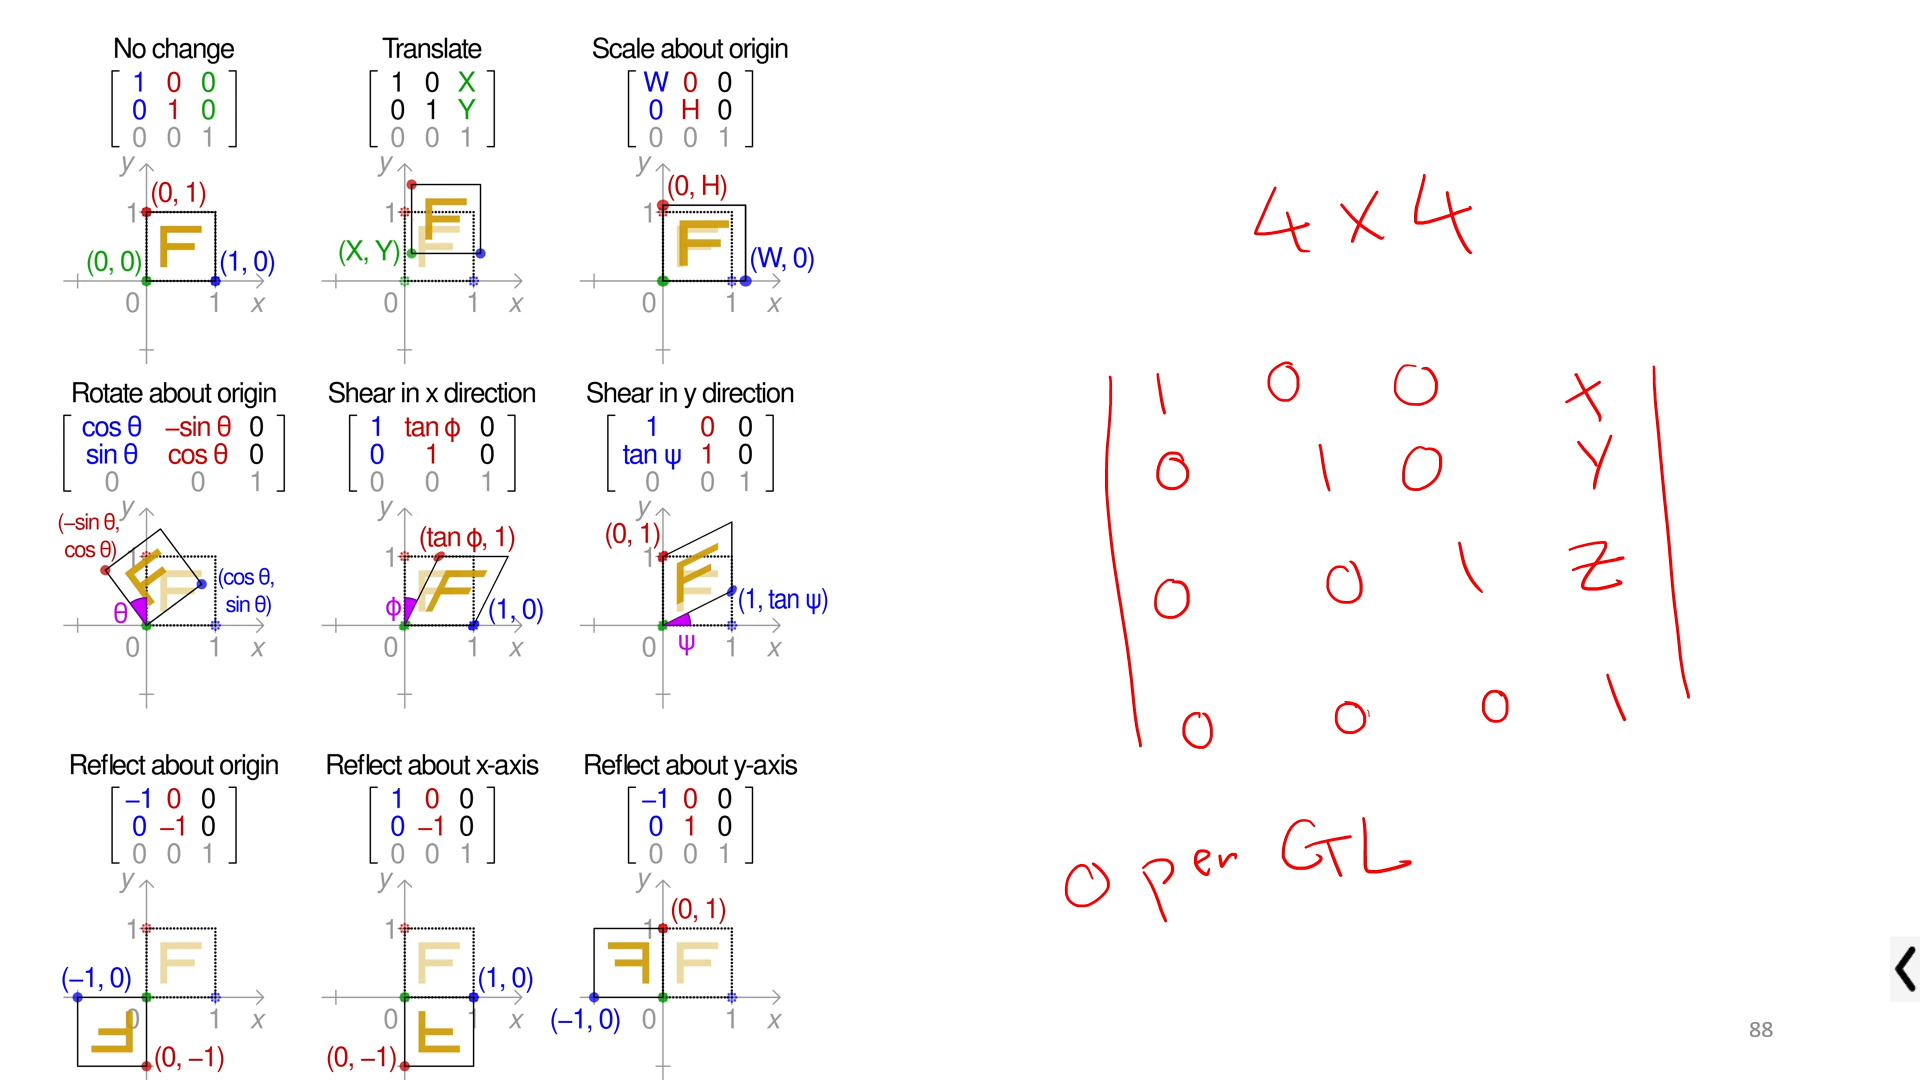 No change
1 0 0
0 1 0
0 0 1
y
(0, 1)
1
(0, 0)
(1, 0)
0 1 x
Translate
1 0 X
0 1 Y
0 0 1
y
1
(X, Y)
0 1 x
Scale about origin
W 0 0
0 H 0
0 0 1
y
(0, H)
1
(W, 0)
0 1 x
Rotate about origin
cos θ −sin θ 0
sin θ cos θ 0
0 0 1
y
(−sin θ,
cos θ)
1
(cos θ,
sin θ)
θ
0 1 x
Shear in x direction
1 tan ϕ 0
0 1 0
0 0 1
y
(tan ϕ, 1)
1
ϕ
(1, 0)
0 1 x
Shear in y direction
1 0 0
tan ψ 1 0
0 0 1
y
(0, 1)
1
(1, tan ψ)
0 ψ 1 x
Reflect about origin
−1 0 0
0 −1 0
0 0 1
y
1
(−1, 0)
0 1 x
(0, −1)
Reflect about x-axis
1 0 0
0 −1 0
0 0 1
y
1
(1, 0)
0 1 x
(0, −1)
Reflect about y-axis
−1 0 0
0 1 0
0 0 1
y
(0, 1)
1
(−1, 0) 0 1 x
4 x 4
1 0 0 X
0 1 0 Y
0 0 1 Z
0 0 0 1
Open GTL
88